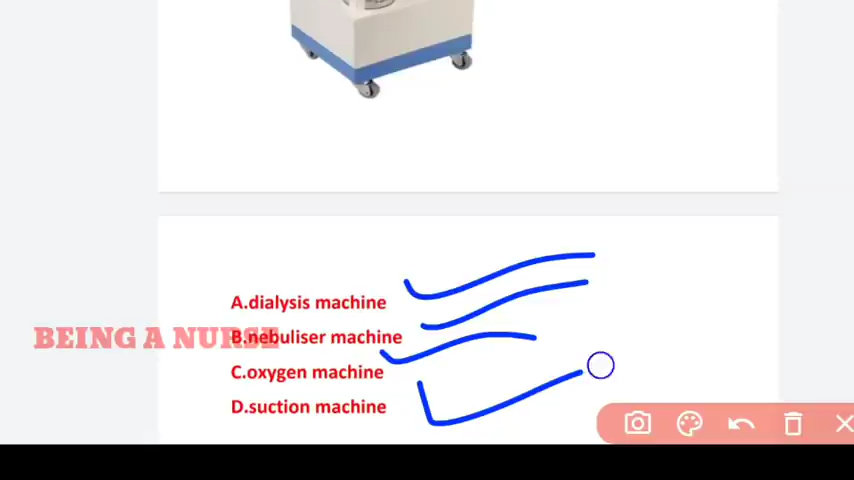 A.dialysis machine
BEING A NURSE
B.nebuliser machine
C.oxygen machine
D.suction machine